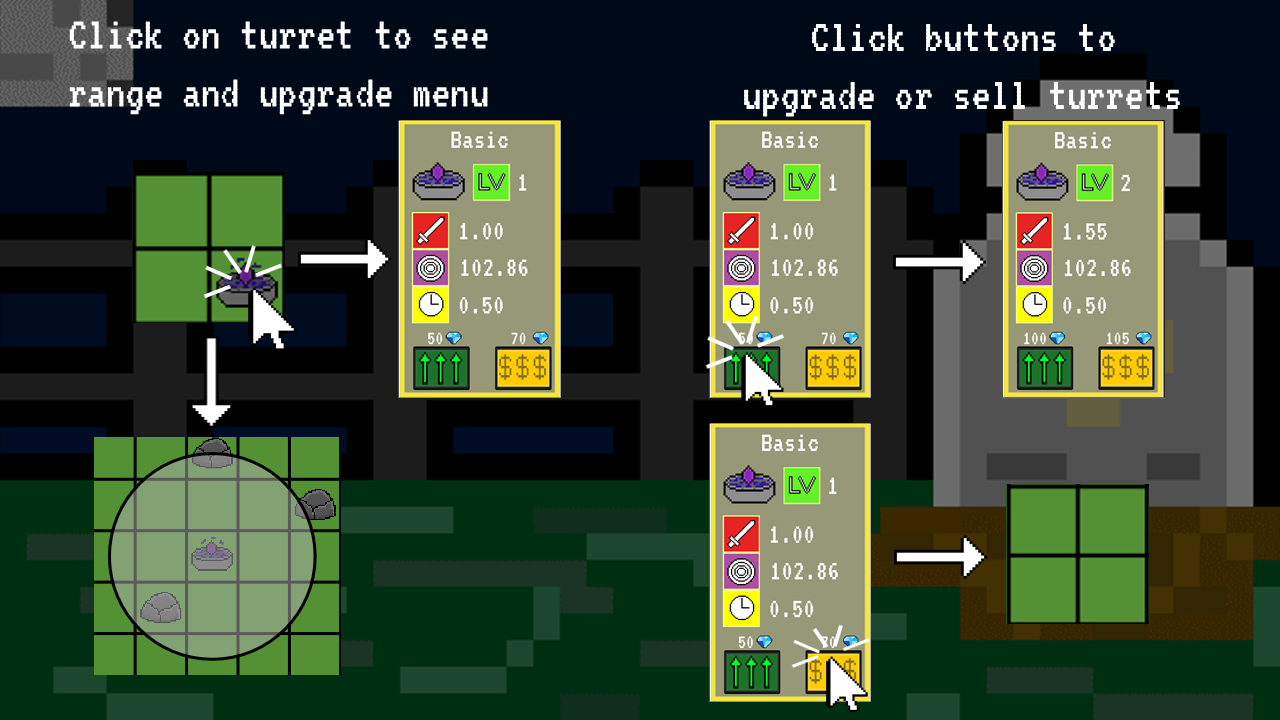 Click on turret to see
range and upgrade menu
Basic
LV 1
1.00
102.86
0.50
50 70
$$$
Click buttons to
upgrade or sell turrets
Basic
LV 1
1.00
102.86
0.50
70
$$$
Basic
LV 2
1.55
102.86
0.50
100 105
$$$
Basic
LV 1
1.00
102.86
0.50
50